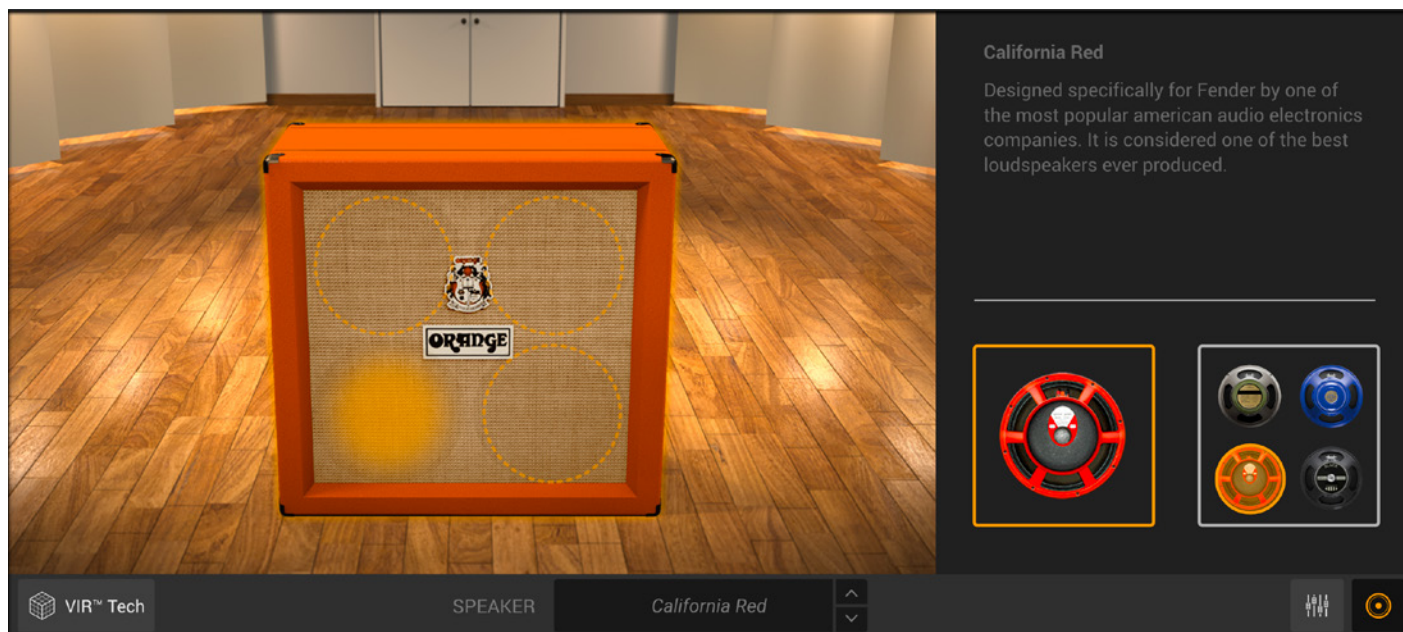 California Red
Designed specifically for Fender by one of
the most popular american audio electronics
companies. It is considered one of the best
loudspeakers ever produced.
ORANGE
VIR™ Tech
SPEAKER
California Red